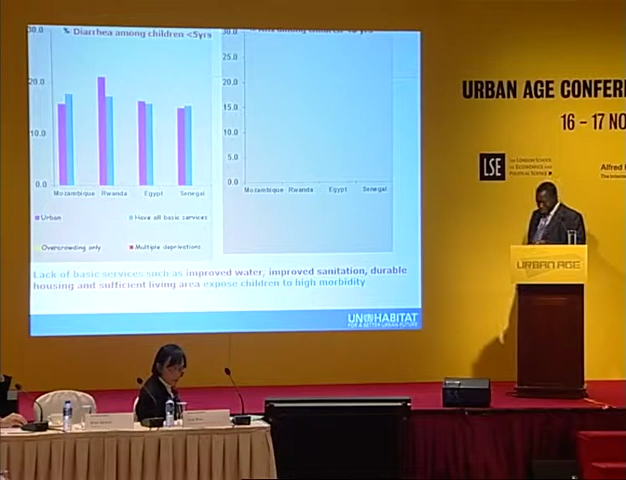 % Diarrhea among children <5yrs
30.0
20.0
10.0
0.0
Mozambique Rwanda Egypt Senegal
Urban
Have all basic services
Overcrowding only
Multiple deprivations
30.0
25.0
20.0
15.0
10.0
5.0
0.0
Mozambique Rwanda Egypt Senegal
Lack of basic services such as improved water, improved sanitation, durable
housing and sufficient living area expose children to high morbidity
UN HABITAT
FOR A BETTER URBAN FUTURE
URBAN AGE CONFER
16 – 17 NO
LSE
THE LONDON SCHOOL
OF ECONOMICS AND
POLITICAL SCIENCE
Alfred
The Interna
URBAN AGE